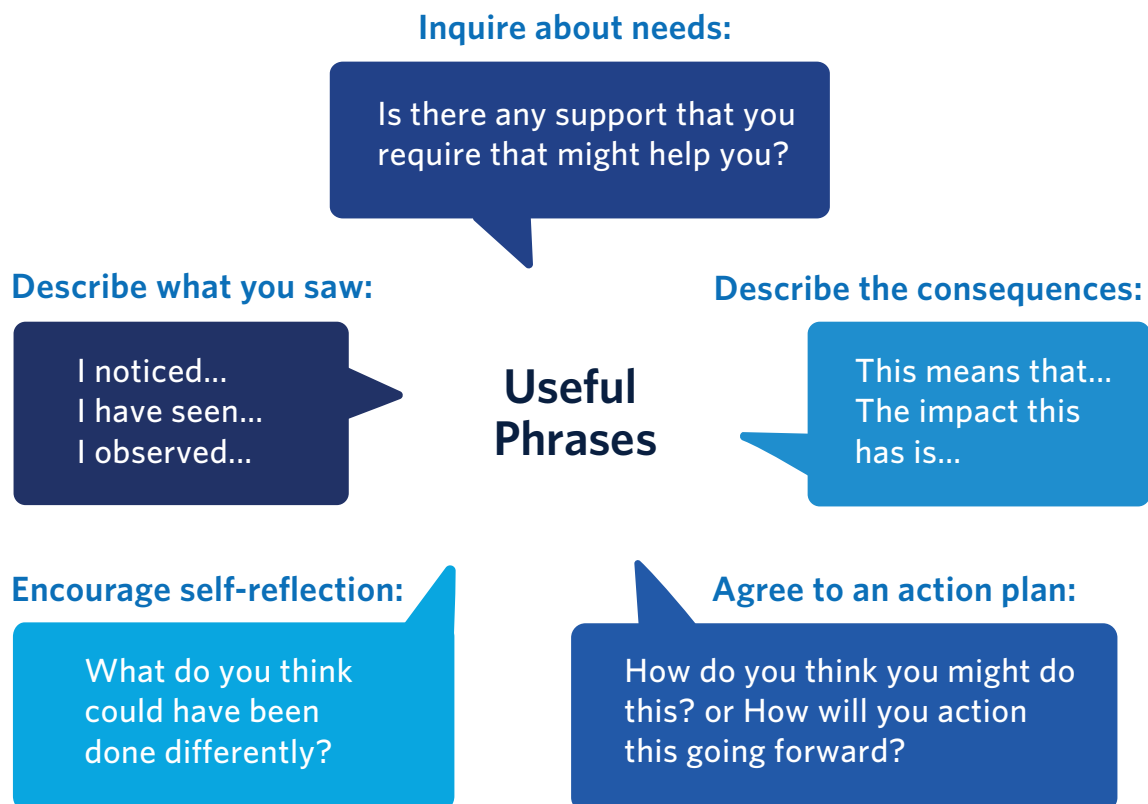 Inquire about needs:
Is there any support that you
require that might help you?
Describe what you saw:
I noticed...
I have seen...
I observed...
Describe the consequences:
This means that...
The impact this
has is...
Useful
Phrases
Encourage self-reflection:
What do you think
could have been
done differently?
Agree to an action plan:
How do you think you might do
this? or How will you action
this going forward?